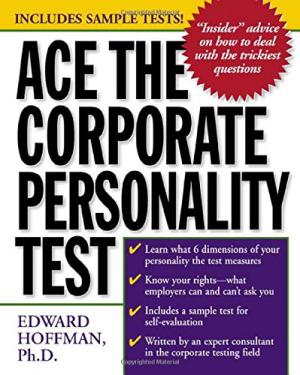 INCLUDES SAMPLE TESTS!
"Insider" advice
on how to deal
with the trickiest
questions
ACE THE
CORPORATE
PERSONALITY
TEST
Learn what 6 dimensions of your
personality the test measures
Know your rights—what
employers can and can't ask you
Includes a sample test for
self-evaluation
Written by an expert consultant
in the corporate testing field
EDWARD
HOFFMAN,
Ph.D.